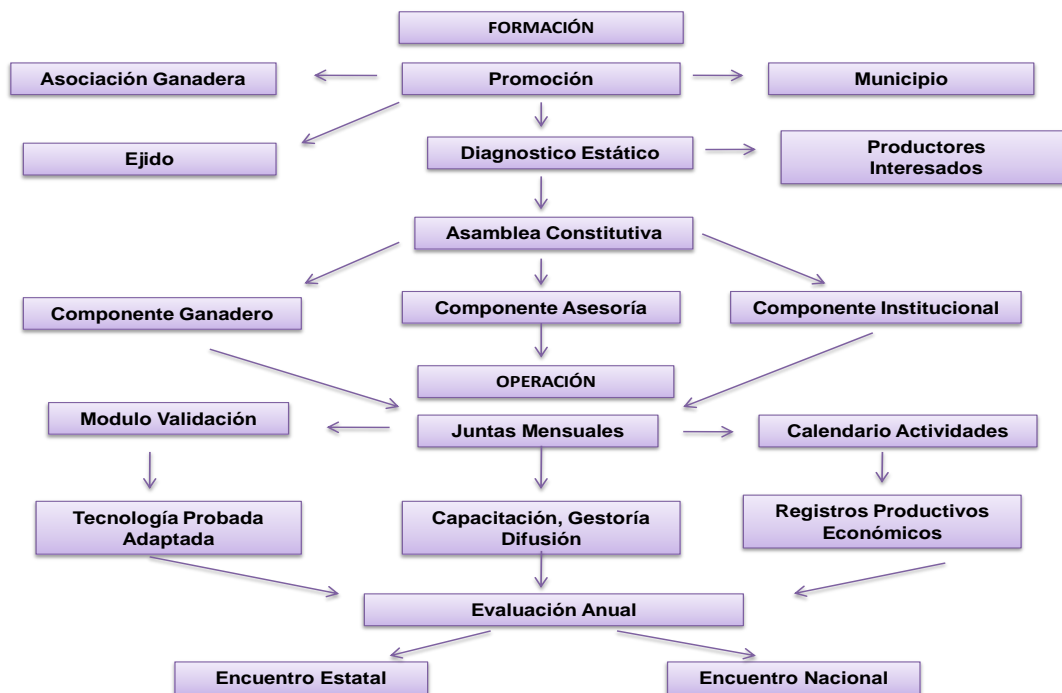 FORMACIÓN
Asociación Ganadera
Promoción
Municipio
Ejido
Diagnostico Estático
Productores
Interesados
Asamblea Constitutiva
Componente Ganadero
Componente Asesoría
Componente Institucional
OPERACIÓN
Modulo Validación
Juntas Mensuales
Calendario Actividades
Tecnología Probada
Adaptada
Capacitación, Gestoría
Difusión
Registros Productivos
Económicos
Evaluación Anual
Encuentro Estatal
Encuentro Nacional